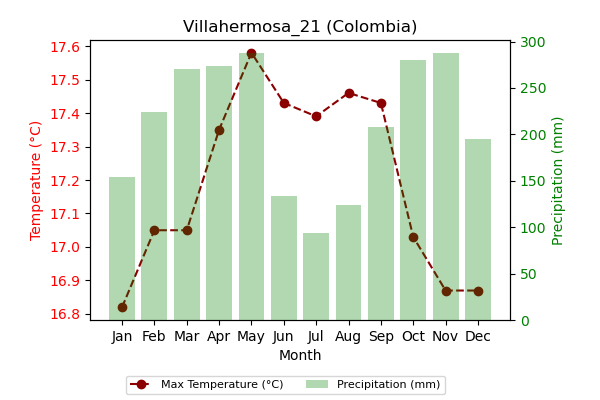 Villahermosa_21 (Colombia)
17.6
17.5
17.4
17.3
17.2
17.1
17.0
16.9
16.8
Temperature (°C)
300
250
200
150
100
50
0
Precipitation (mm)
Jan Feb Mar Apr May Jun Jul Aug Sep Oct Nov Dec
Month
Max Temperature (°C) Precipitation (mm)